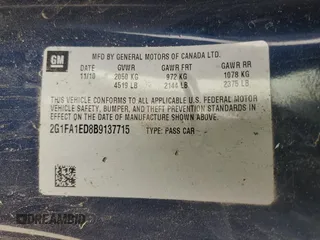 GM
MFD BY GENERAL MOTORS OF CANADA LTD.
DATE GVWR GAWR FRT GAWR RR
11/10 2050 KG 972 KG 1078 KG
4519 LB 2144 LB 2375 LB
THIS VEHICLE CONFORMS TO ALL APPLICABLE U.S. FEDERAL MOTOR
VEHICLE SAFETY, BUMPER, AND THEFT PREVENTION STANDARDS IN
EFFECT ON THE DATE OF MANUFACTURE SHOWN ABOVE.
2G1FA1ED8B9137715 TYPE: PASS CAR
DREAMBID